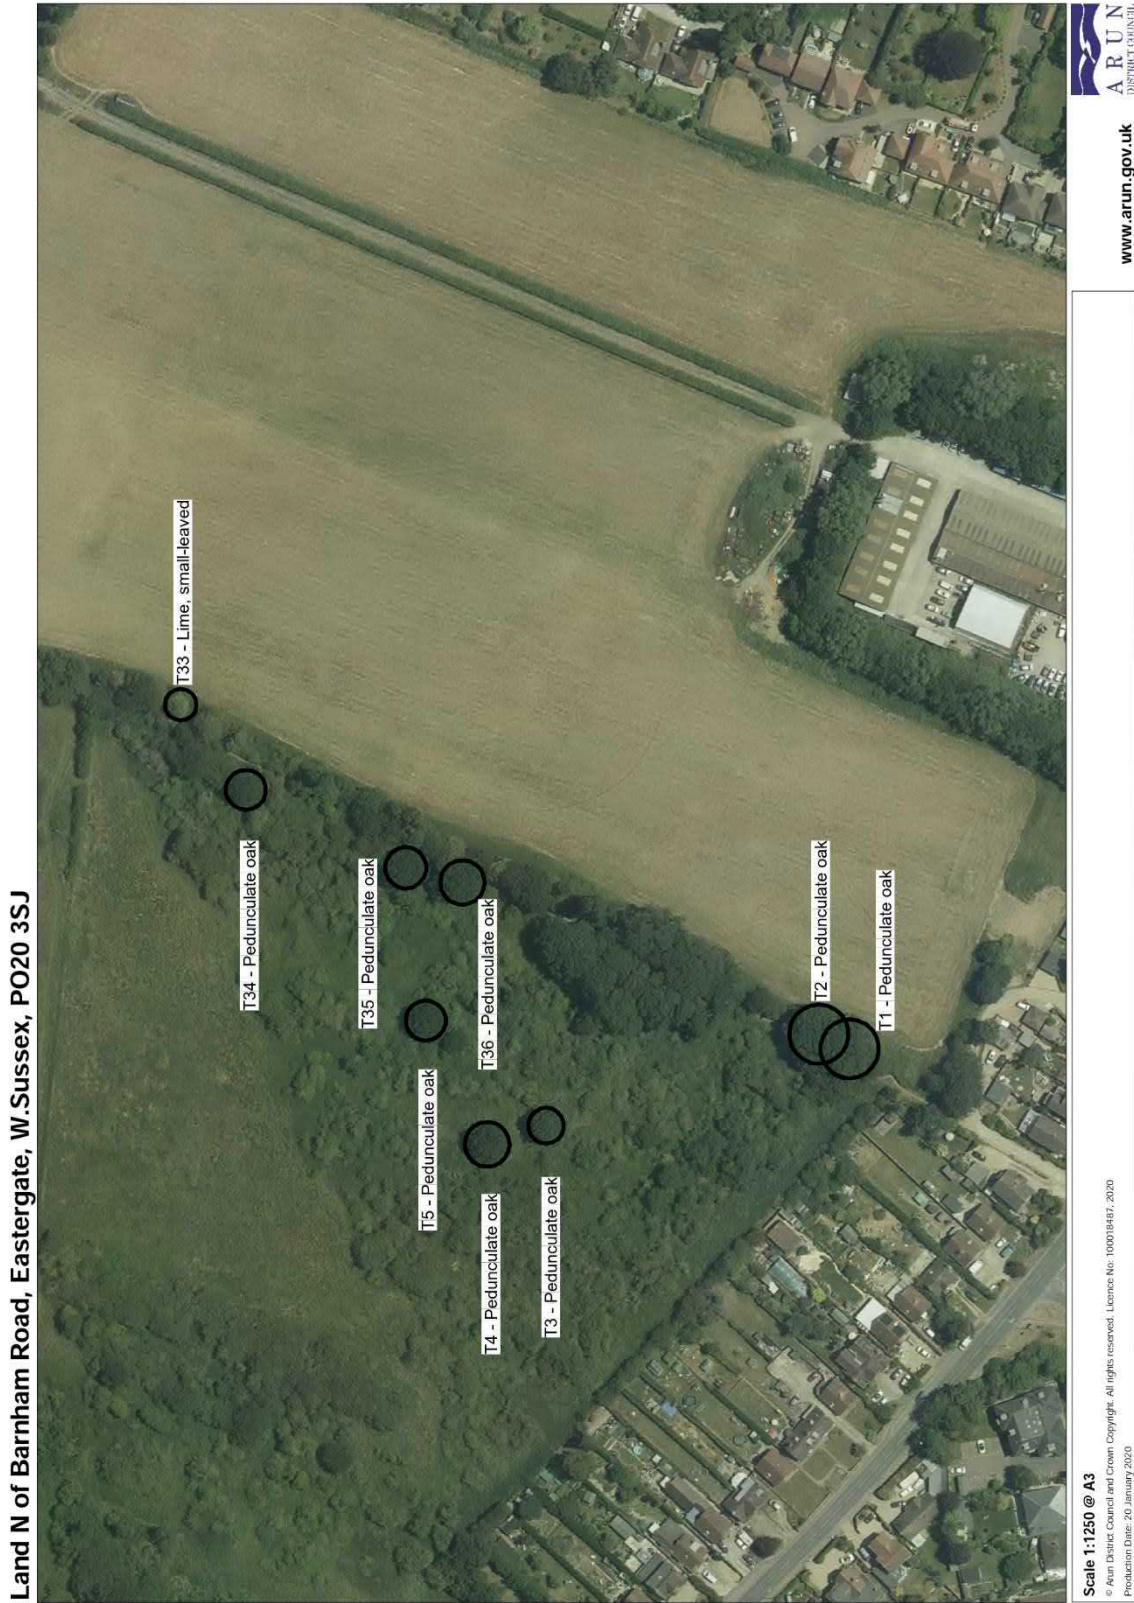 Land N of Barnham Road, Eastergate, W.Sussex, PO20 3SJ
T33 - Lime, small-leaved
T34 - Pedunculate oak
T35 - Pedunculate oak
T36 - Pedunculate oak
T5 - Pedunculate oak
T4 - Pedunculate oak
T3 - Pedunculate oak
T2 - Pedunculate oak
T1 - Pedunculate oak
Scale 1:1250 @ A3
© Arun District Council and Crown Copyright. All rights reserved. Licence No: 100018487, 2020
Production Date: 20 January 2020
www.arun.gov.uk
ARUN
DISTRICT COUNCIL